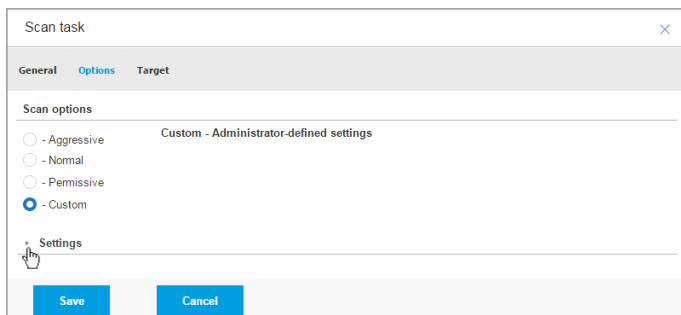 Scan task
General Options Target
Scan options
- Aggressive
Custom - Administrator-defined settings
- Normal
- Permissive
- Custom
Settings
Save Cancel